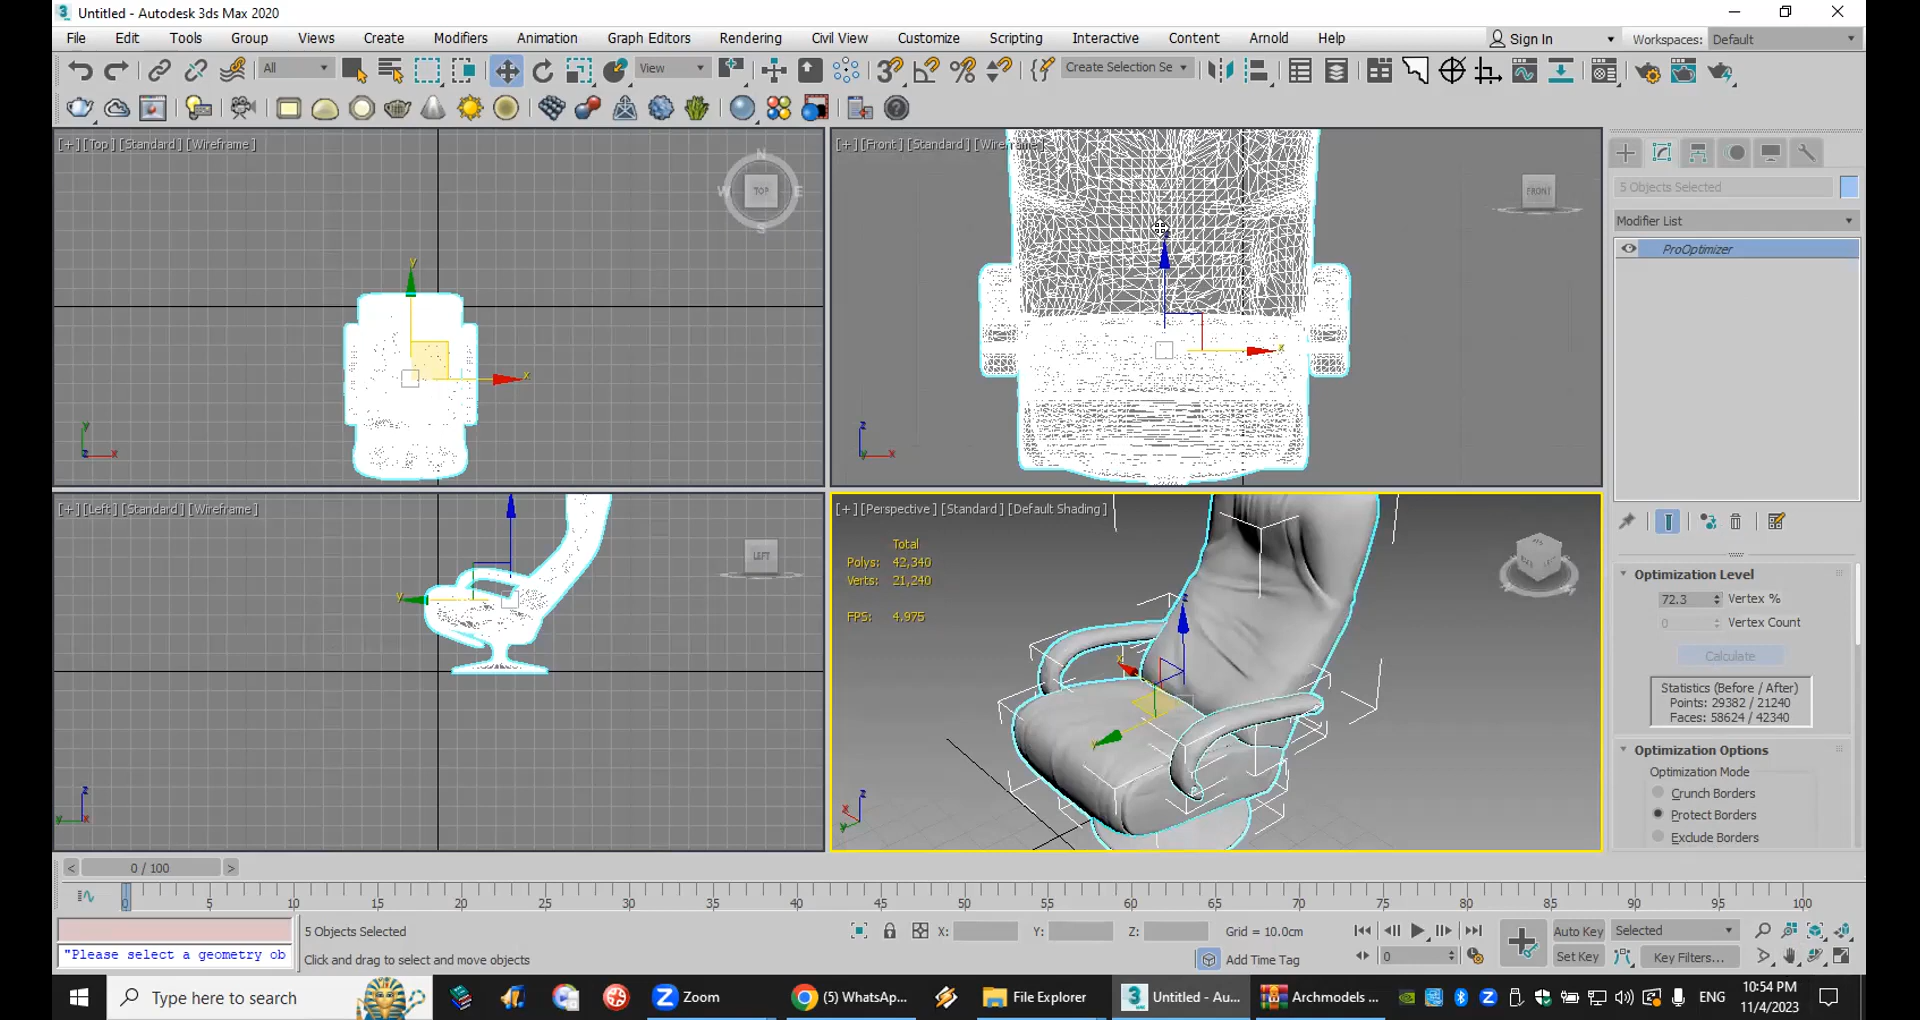 3 Untitled - Autodesk 3ds Max 2020
File Edit Tools Group Views Create Modifiers Animation Graph Editors Rendering Civil View Customize Scripting Interactive Content Arnold Help Sign In Workspaces: Default
All View Create Selection Se
[+] [Top] [Standard] [Wireframe]
N
W TOP E
S
y
x
y
z x
[+] [Front] [Standard] [Wireframe]
FRONT
x
z
y x
5 Objects Selected
Modifier List
ProOptimizer
[+] [Left] [Standard] [Wireframe]
LEFT
y
z
y x
[+] [Perspective] [Standard] [Default Shading]
Total
Polys: 42,340
Verts: 21,240
FPS: 4.975
z
x
y
z
x
y
Optimization Level
72.3 Vertex %
0 Vertex Count
Calculate
Statistics (Before / After)
Points: 29382 / 21240
Faces: 58624 / 42340
Optimization Options
Optimization Mode
Crunch Borders
Protect Borders
Exclude Borders
< 0 / 100 >
0 5 10 15 20 25 30 35 40 45 50 55 60 65 70 75 80 85 90 95 100
5 Objects Selected X: Y: Z: Grid = 10.0cm Auto Key Selected
"Please select a geometry ob Click and drag to select and move objects Add Time Tag 0 Set Key Key Filters...
Type here to search Zoom (5) WhatsAp... File Explorer Untitled - Au... Archmodels ... ENG 10:54 PM
11/4/2023